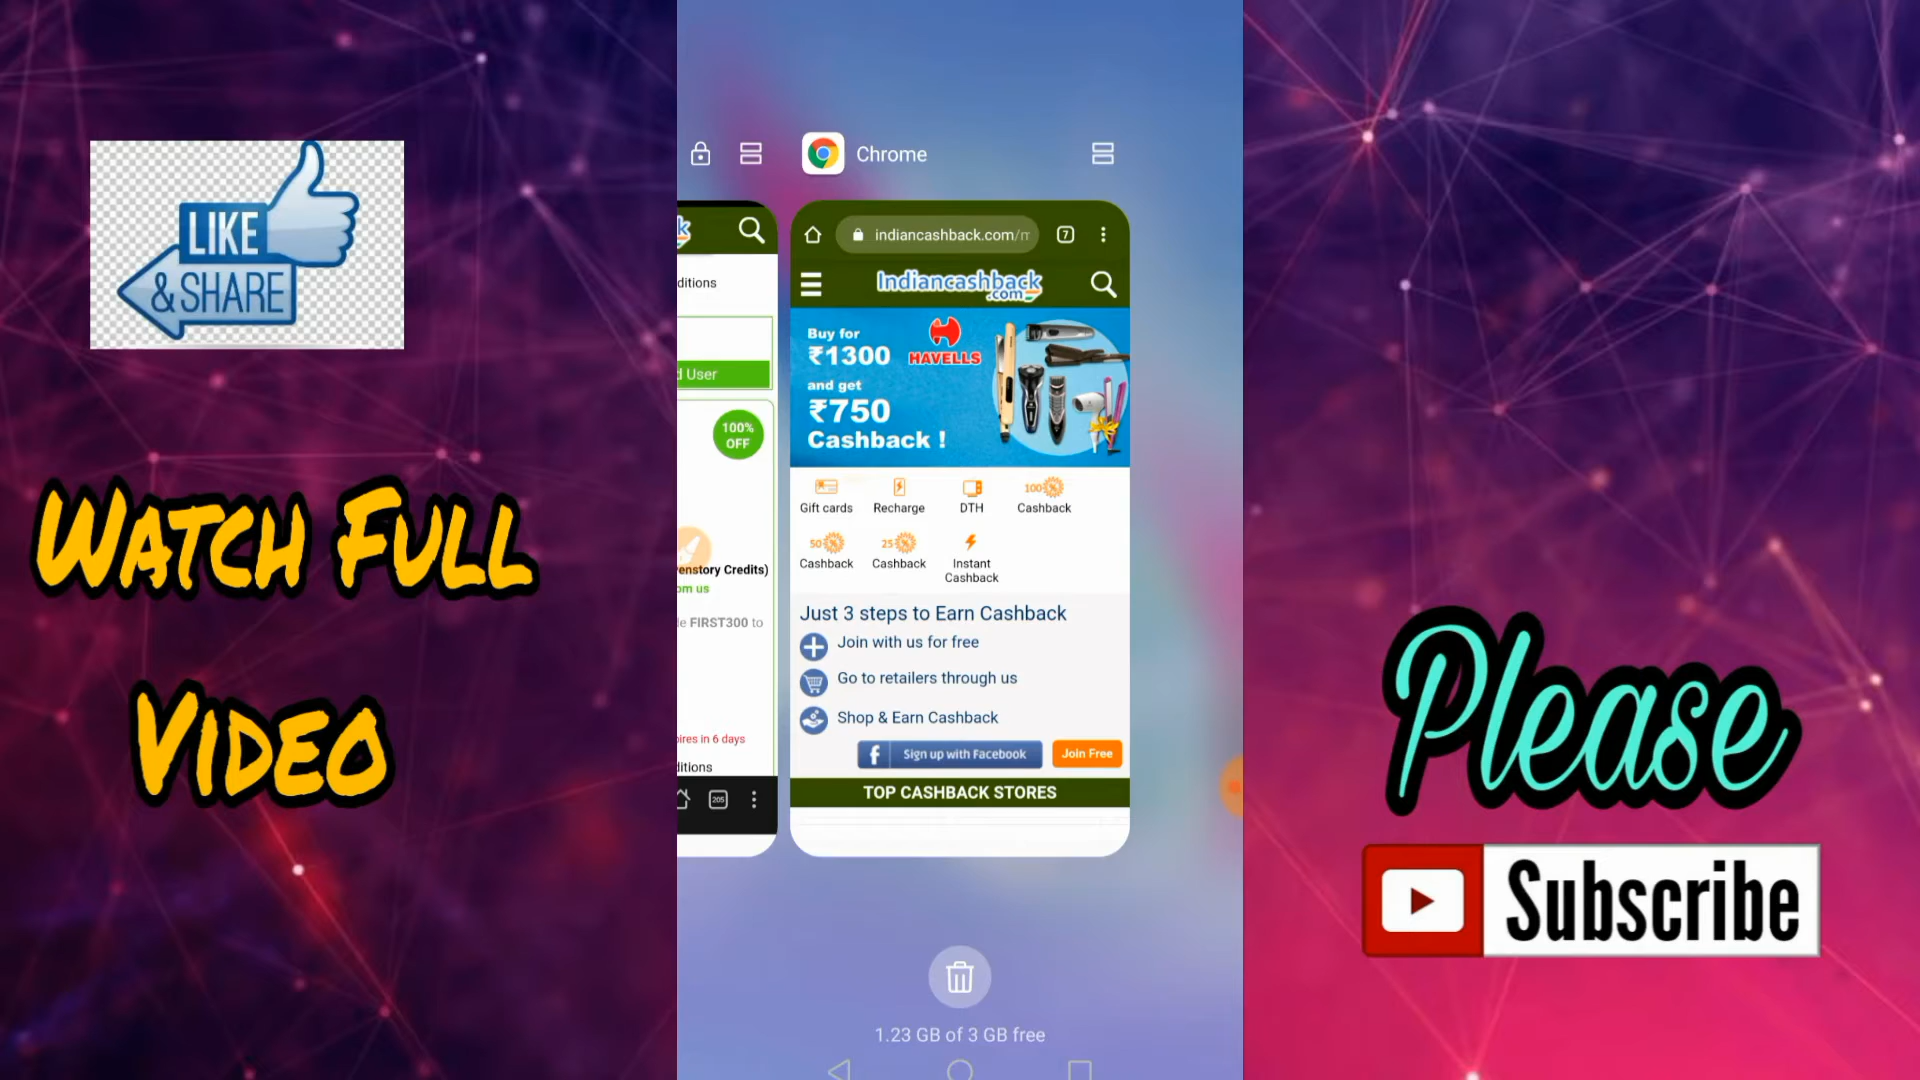 LIKE
& SHARE
WATCH FULL
VIDEO
ditions
d User
100%
OFF
enstory Credits)
om us
e FIRST300 to
ires in 6 days
ditions
205
Chrome
indiancashback.com/m
7
Indiancashback
.com
Buy for
₹1300
HAVELLS
and get
₹750
Cashback !
Gift cards
Recharge
DTH
100
Cashback
50
Cashback
25
Cashback
Instant
Cashback
Just 3 steps to Earn Cashback
Join with us for free
Go to retailers through us
Shop & Earn Cashback
f Sign up with Facebook
Join Free
TOP CASHBACK STORES
1.23 GB of 3 GB free
Please
Subscribe